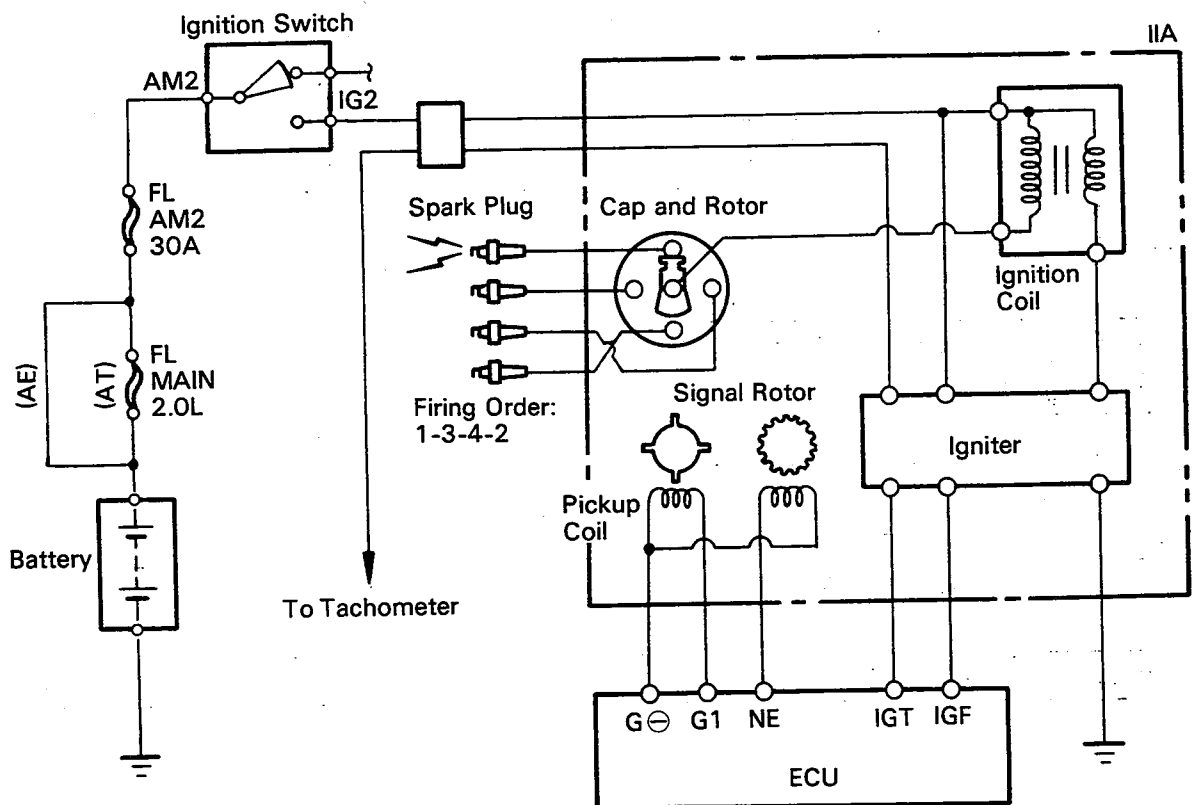 Ignition Switch
IIA
AM2
IG2
FL
AM2
30A
Spark Plug
Cap and Rotor
Ignition
Coil
(AE)
(AT)
FL
MAIN
2.0L
Firing Order:
1-3-4-2
Signal Rotor
Igniter
Pickup
Coil
Battery
To Tachometer
G⊖
G1
NE
IGT
IGF
ECU